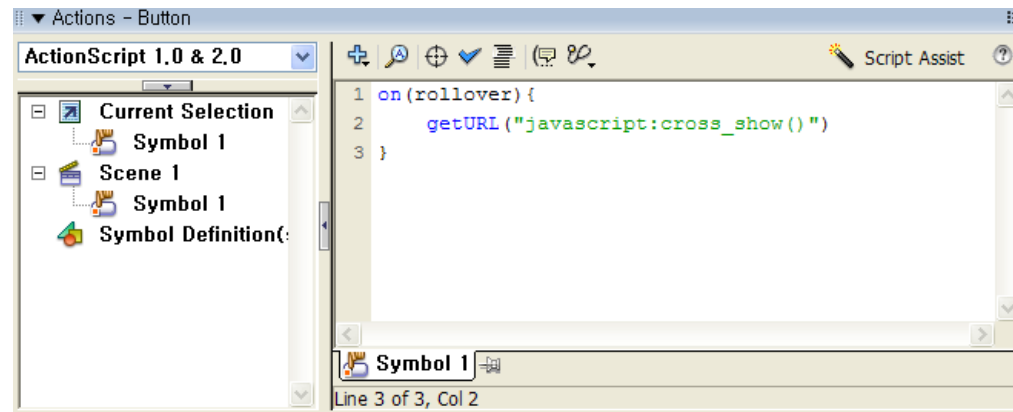 Actions - Button
ActionScript 1,0 & 2,0
Script Assist
Current Selection
Symbol 1
Scene 1
Symbol 1
Symbol Definition(
1 on(rollover){
2 getURL("javascript:cross_show()")
3 }
Symbol 1
Line 3 of 3, Col 2